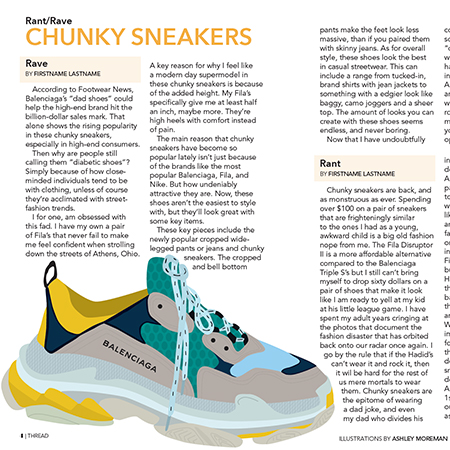 Rant/Rave
CHUNKY SNEAKERS
Rave
BY FIRSTNAME LASTNAME
According to Footwear News,
Balenciaga's “dad shoes” could
help the high-end brand hit the
billion-dollar sales mark. That
alone shows the rising popularity
in these chunky sneakers,
especially in high-end consumers.
Then why are people still
calling them “diabetic shoes”?
Simply because of how close-
minded individuals tend to be
with clothing, unless of course
they're acclimated with street-
fashion trends.
I for one, am obsessed with
this fad. I have my own a pair
of Fila's that never fail to make
me feel confident when strolling
down the streets of Athens, Ohio.
A key reason for why I feel like
a modern day supermodel in
these chunky sneakers is because
of the added height. My Fila's
specifically give me at least half
an inch, maybe more. They're
high heels with comfort instead
of pain.
The main reason that chunky
sneakers have become so
popular lately isn't just because
of the brands like the most
popular Balenciaga, Fila, and
Nike. But how undeniably
attractive they are. Now, these
shoes aren't the easiest to style
with, but they'll look great with
some key items.
These key pieces include the
newly popular cropped wide-
legged pants or jeans and chunky
sneakers. The cropped
and bell bottom
pants make the feet look less
massive, than if you paired them
with skinny jeans. As for overall
style, these shoes look the best
in casual streetwear. This can
include a range from tucked-in,
brand shirts with jean jackets to
something with a edgier look like
baggy, camo joggers and a sheer
top. The amount of looks you can
create with these shoes seems
endless, and never boring.
Now that I have undoubtfully
Rant
BY FIRSTNAME LASTNAME
Chunky sneakers are back, and
as monstruous as ever. Spending
over $100 on a pair of sneakers
that are frighteningly similar
to the ones I had as a young,
awkward child is a big old fashion
nope from me. The Fila Disruptor
II is a more affordable alternative
compared to the Balenciaga
Triple S's but I still can't bring
myself to drop sixty dollars on a
pair of shoes that make it look
like I am ready to yell at my kid
at his little league game. I have
spent my adult years cringing at
the photos that document the
fashion disaster that has orbited
back onto our radar once again. I
go by the rule that if the Hadid's
can't wear it and rock it, then
it wil be hard for the rest of
us mere mortals to wear
them. Chunky sneakers are
the epitome of wearing
a dad joke, and even
my dad who divides his
BALENCIAGA
8 | THREAD
ILLUSTRATIONS BY ASHLEY MOREMAN